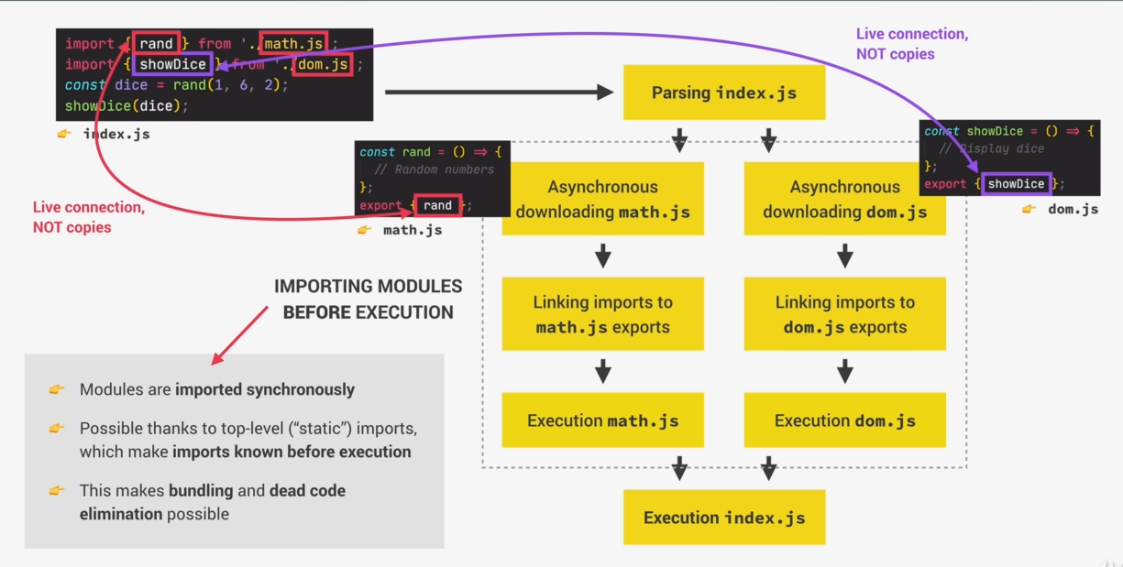 import { rand } from './math.js';
import { showDice } from './dom.js';
const dice = rand(1, 6, 2);
showDice(dice);
👉 index.js
Parsing index.js
Live connection,
NOT copies
const showDice = () => {
// Display dice
};
export { showDice };
👉 dom.js
const rand = () => {
// Random numbers
};
export { rand };
👉 math.js
Live connection,
NOT copies
Asynchronous
downloading math.js
Asynchronous
downloading dom.js
Linking imports to
math.js exports
Linking imports to
dom.js exports
Execution math.js
Execution dom.js
Execution index.js
IMPORTING MODULES
BEFORE EXECUTION
👉 Modules are imported synchronously
👉 Possible thanks to top-level (“static”) imports,
which make imports known before execution
👉 This makes bundling and dead code
elimination possible